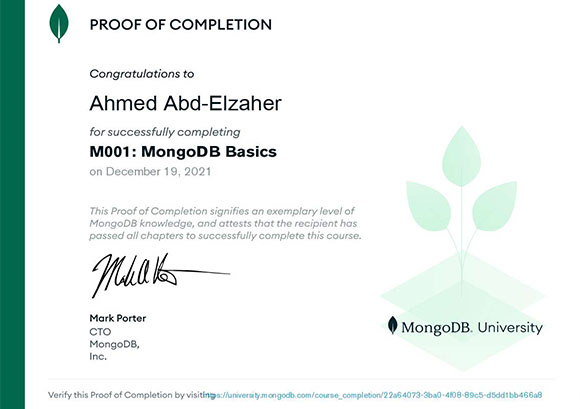 PROOF OF COMPLETION
Congratulations to
Ahmed Abd-Elzaher
for successfully completing
M001: MongoDB Basics
on December 19, 2021
This Proof of Completion signifies an exemplary level of
MongoDB knowledge, and attests that the recipient has
passed all chapters to successfully complete this course.
Mark Porter
CTO
MongoDB,
Inc.
MongoDB. University
Verify this Proof of Completion by visiting https://university.mongodb.com/course_completion/22a64073-3ba0-4f08-89c5-d5dd1bb466a8